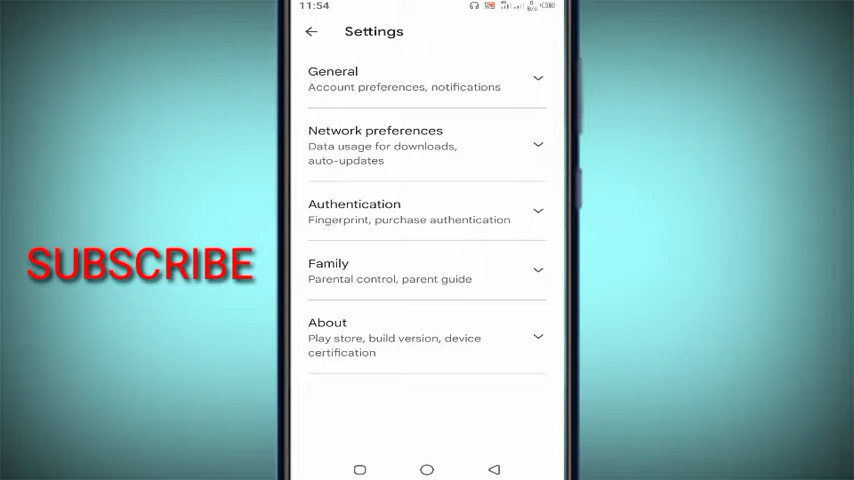 11:54
Settings
General
Account preferences, notifications
Network preferences
Data usage for downloads,
auto-updates
Authentication
Fingerprint, purchase authentication
SUBSCRIBE
Family
Parental control, parent guide
About
Play store, build version, device
certification